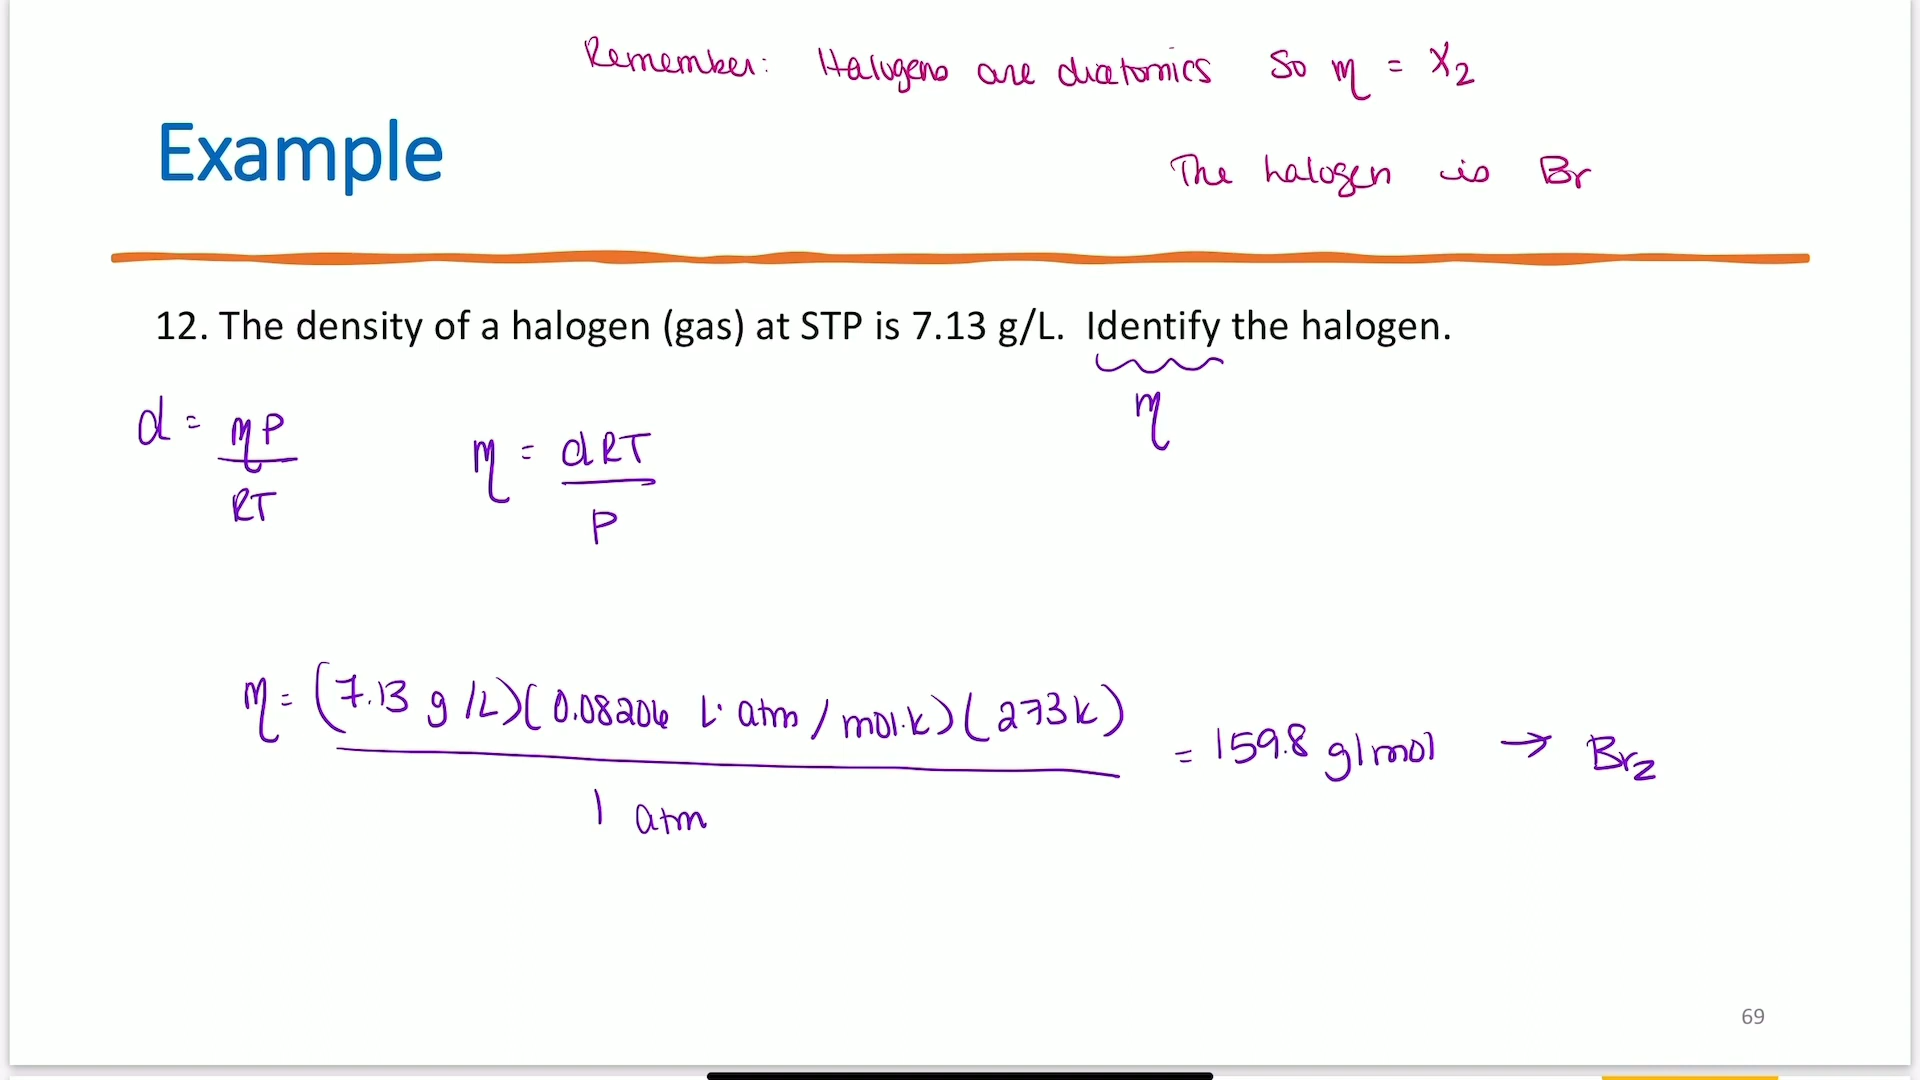 Remember: Halogens are diatomics So M = X₂
Example
The halogen is Br
12. The density of a halogen (gas) at STP is 7.13 g/L. Identify the halogen.
M
d = MP / RT
M = dRT / P
M = (7.13 g/L)(0.08206 L·atm/mol·K)(273K)
1 atm
= 159.8 g/mol → Br₂
69